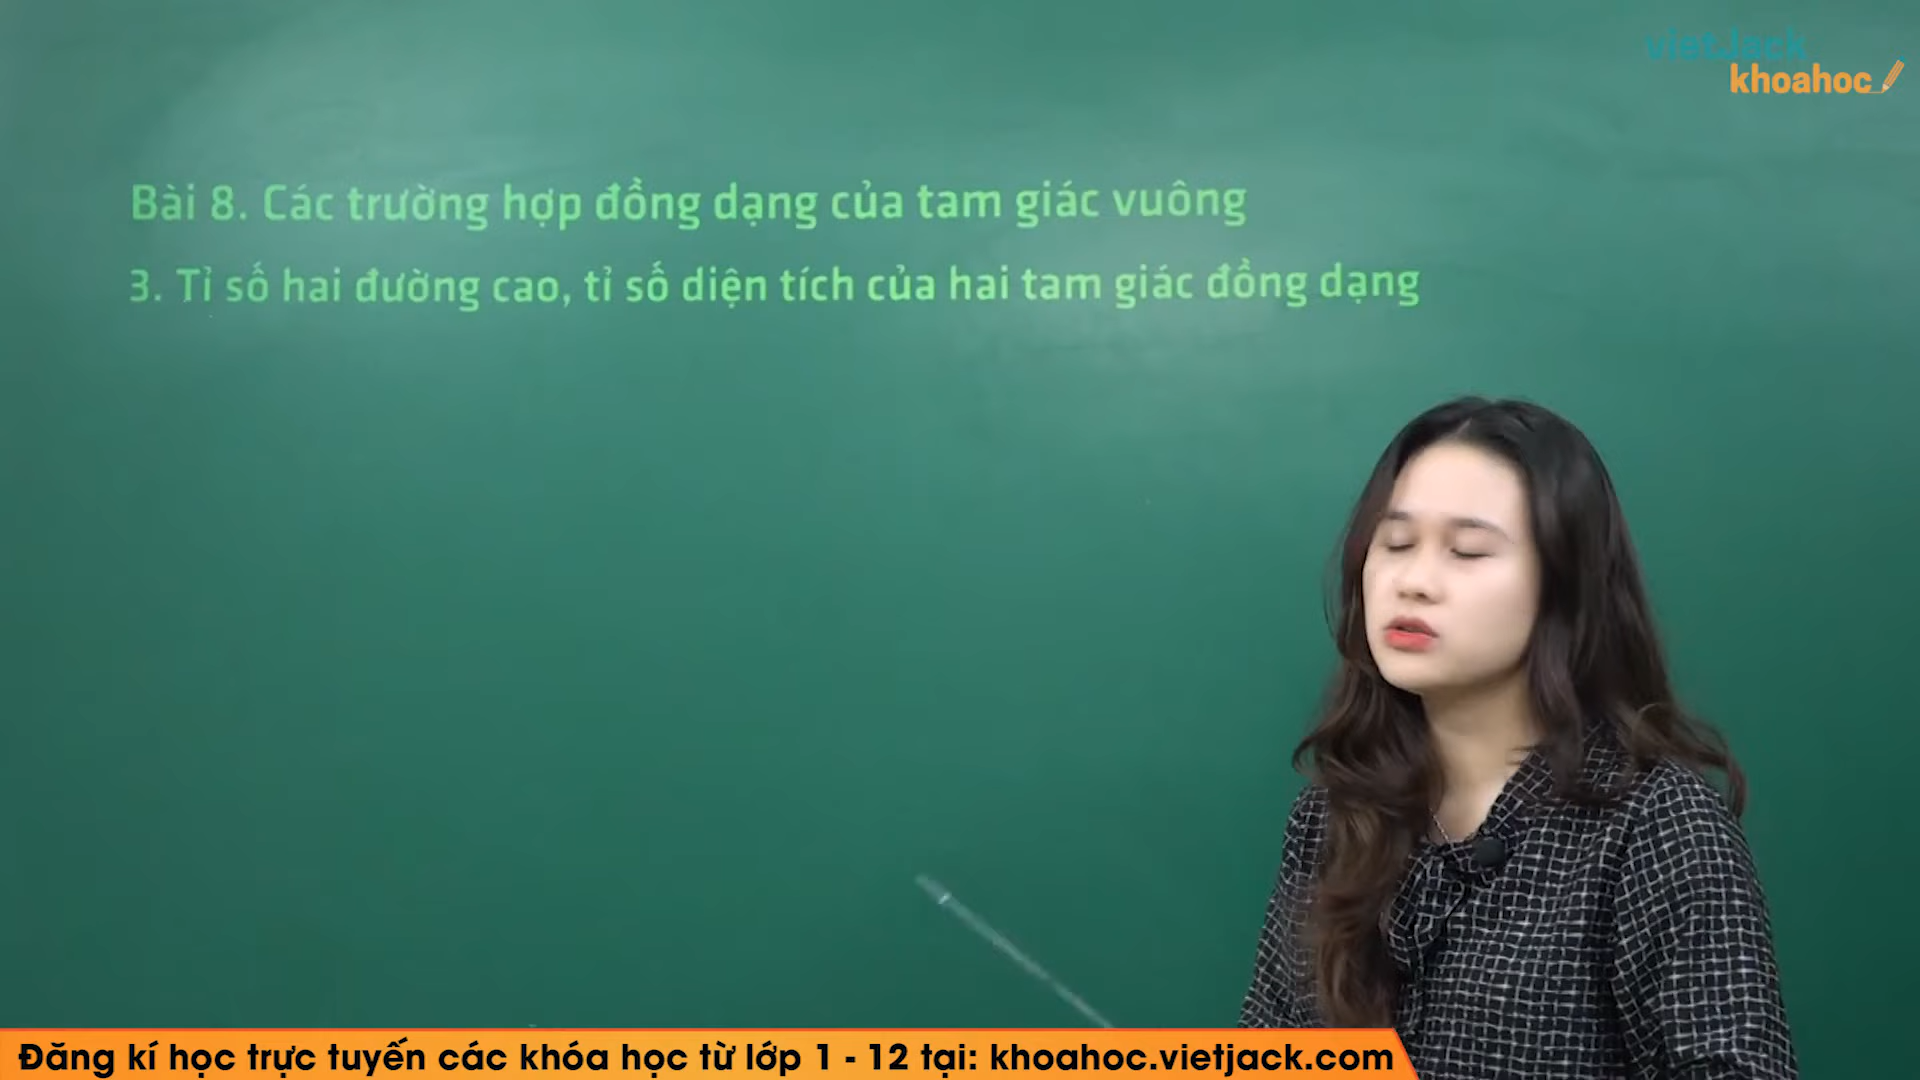 vietJack
khoahoc
Bài 8. Các trường hợp đồng dạng của tam giác vuông
3. Tỉ số hai đường cao, tỉ số diện tích của hai tam giác đồng dạng
Đăng kí học trực tuyến các khóa học từ lớp 1 - 12 tại: khoahoc.vietjack.com